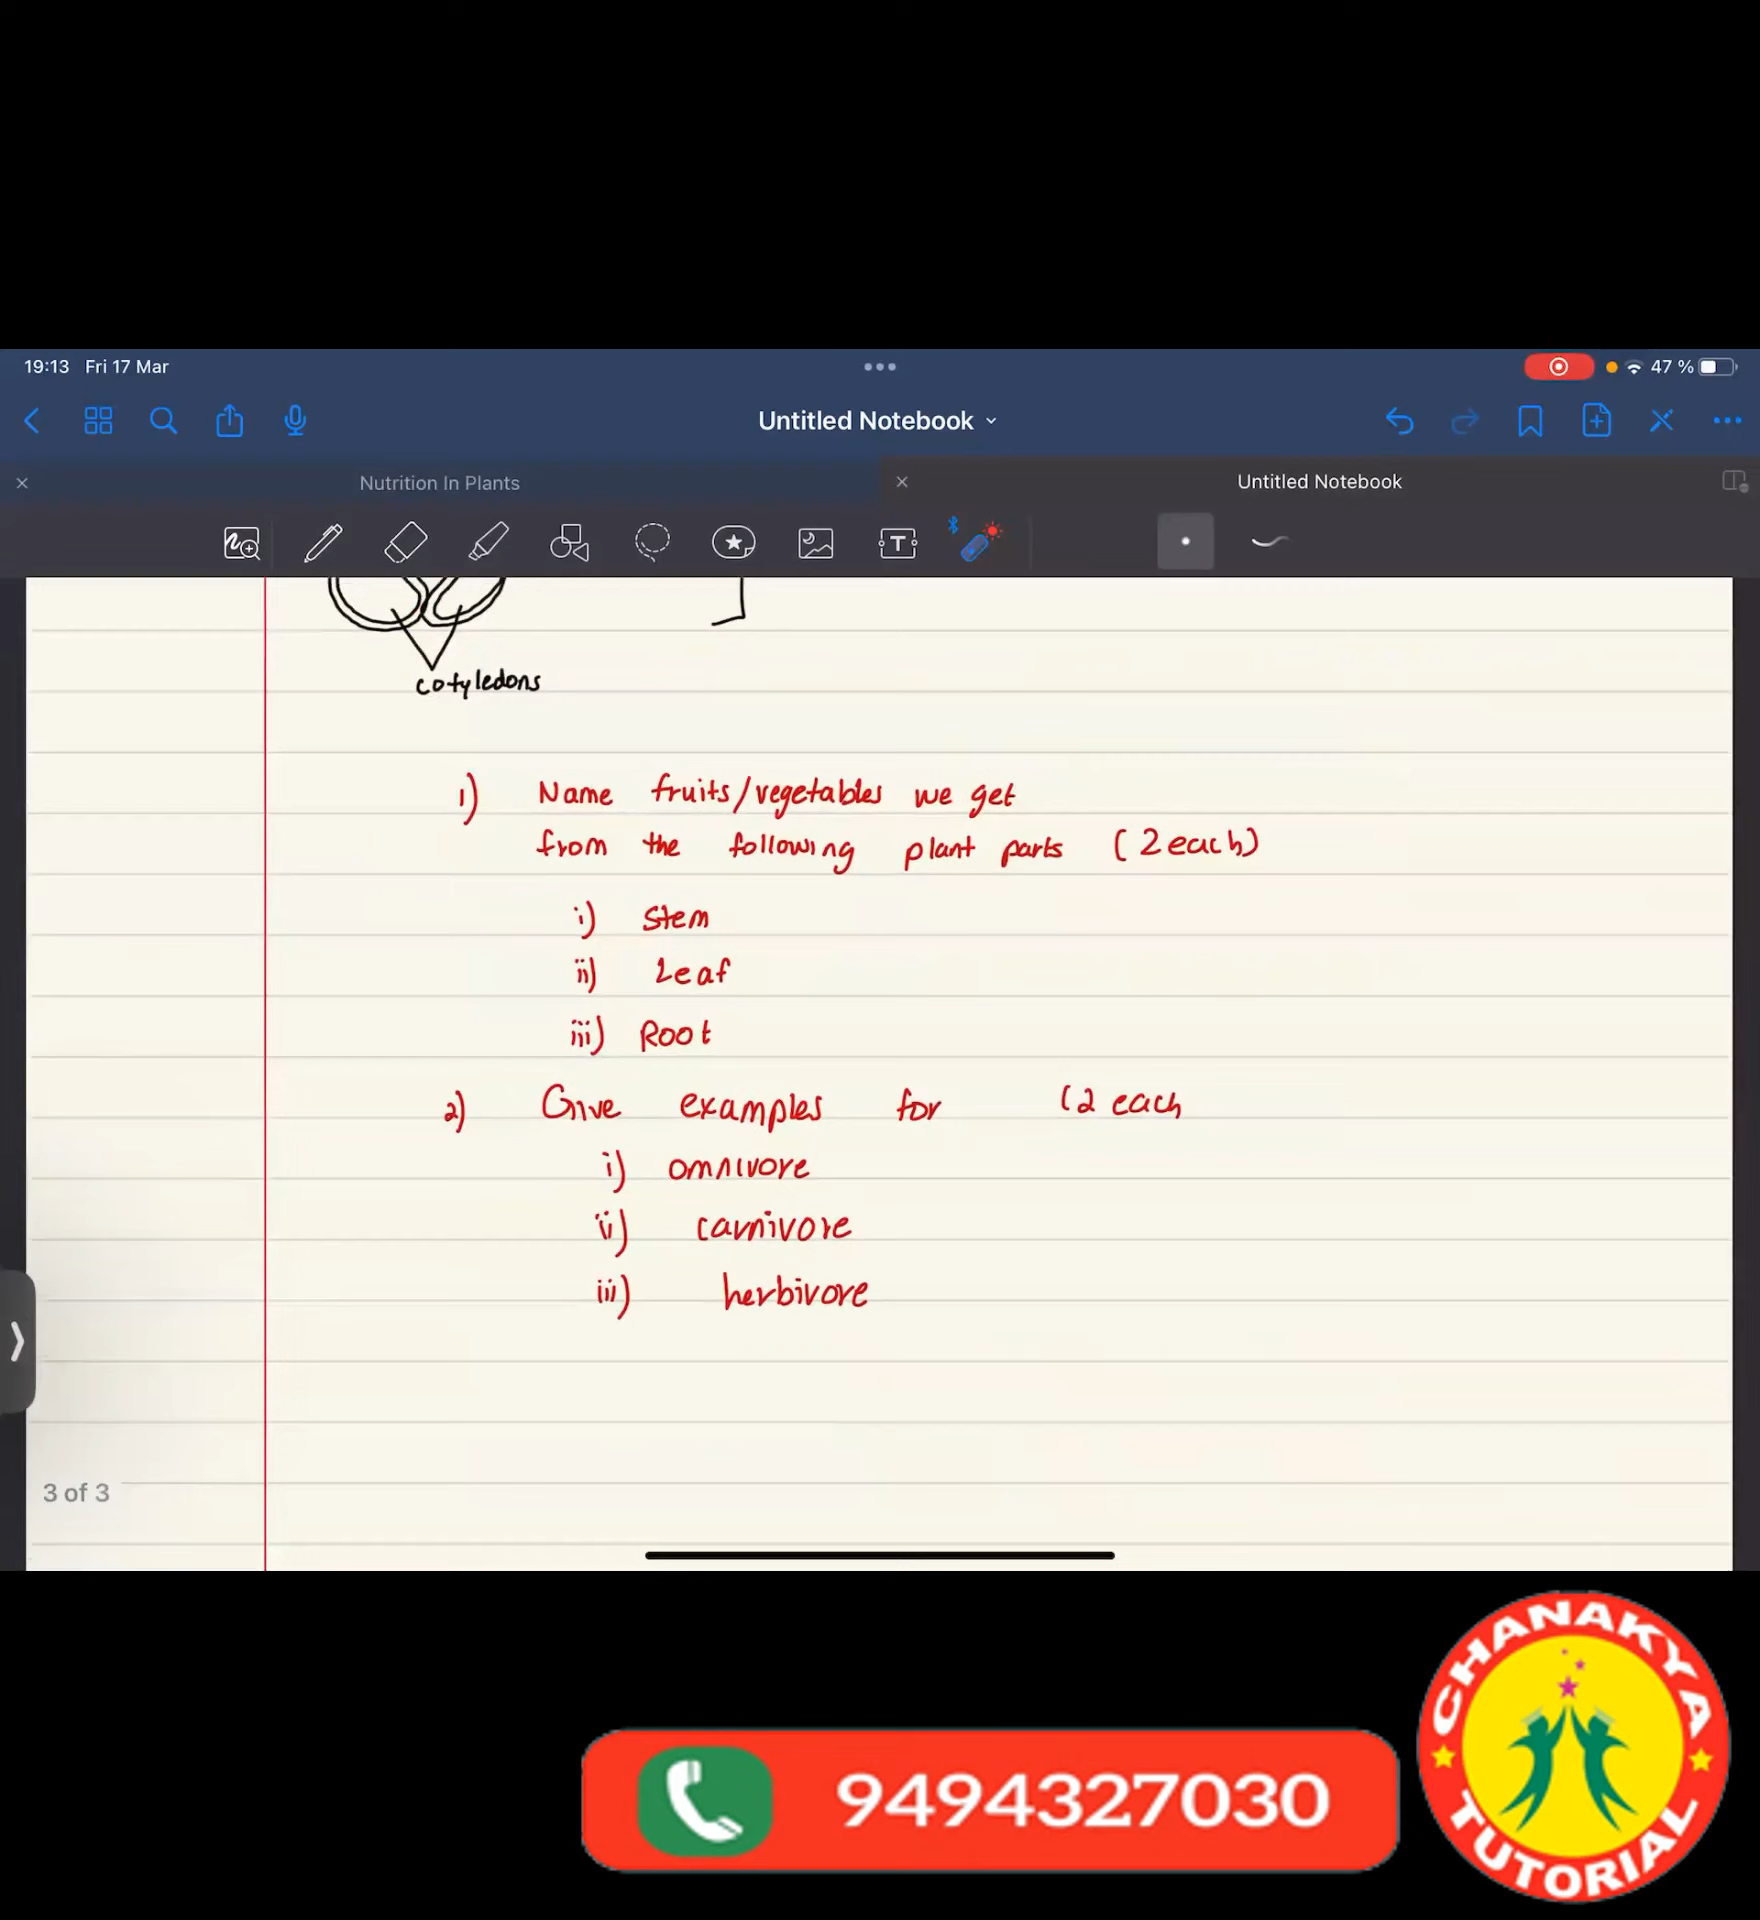 19:13 Fri 17 Mar
47 %
Untitled Notebook
Nutrition In Plants
Untitled Notebook
T
cotyledons
1) Name fruits/vegetables we get
from the following plant parts (2 each)
i) Stem
ii) Leaf
iii) Root
2) Give examples for (2 each
i) omnivore
ii) carnivore
iii) herbivore
3 of 3
9494327030
CHANAKYA
TUTORIAL